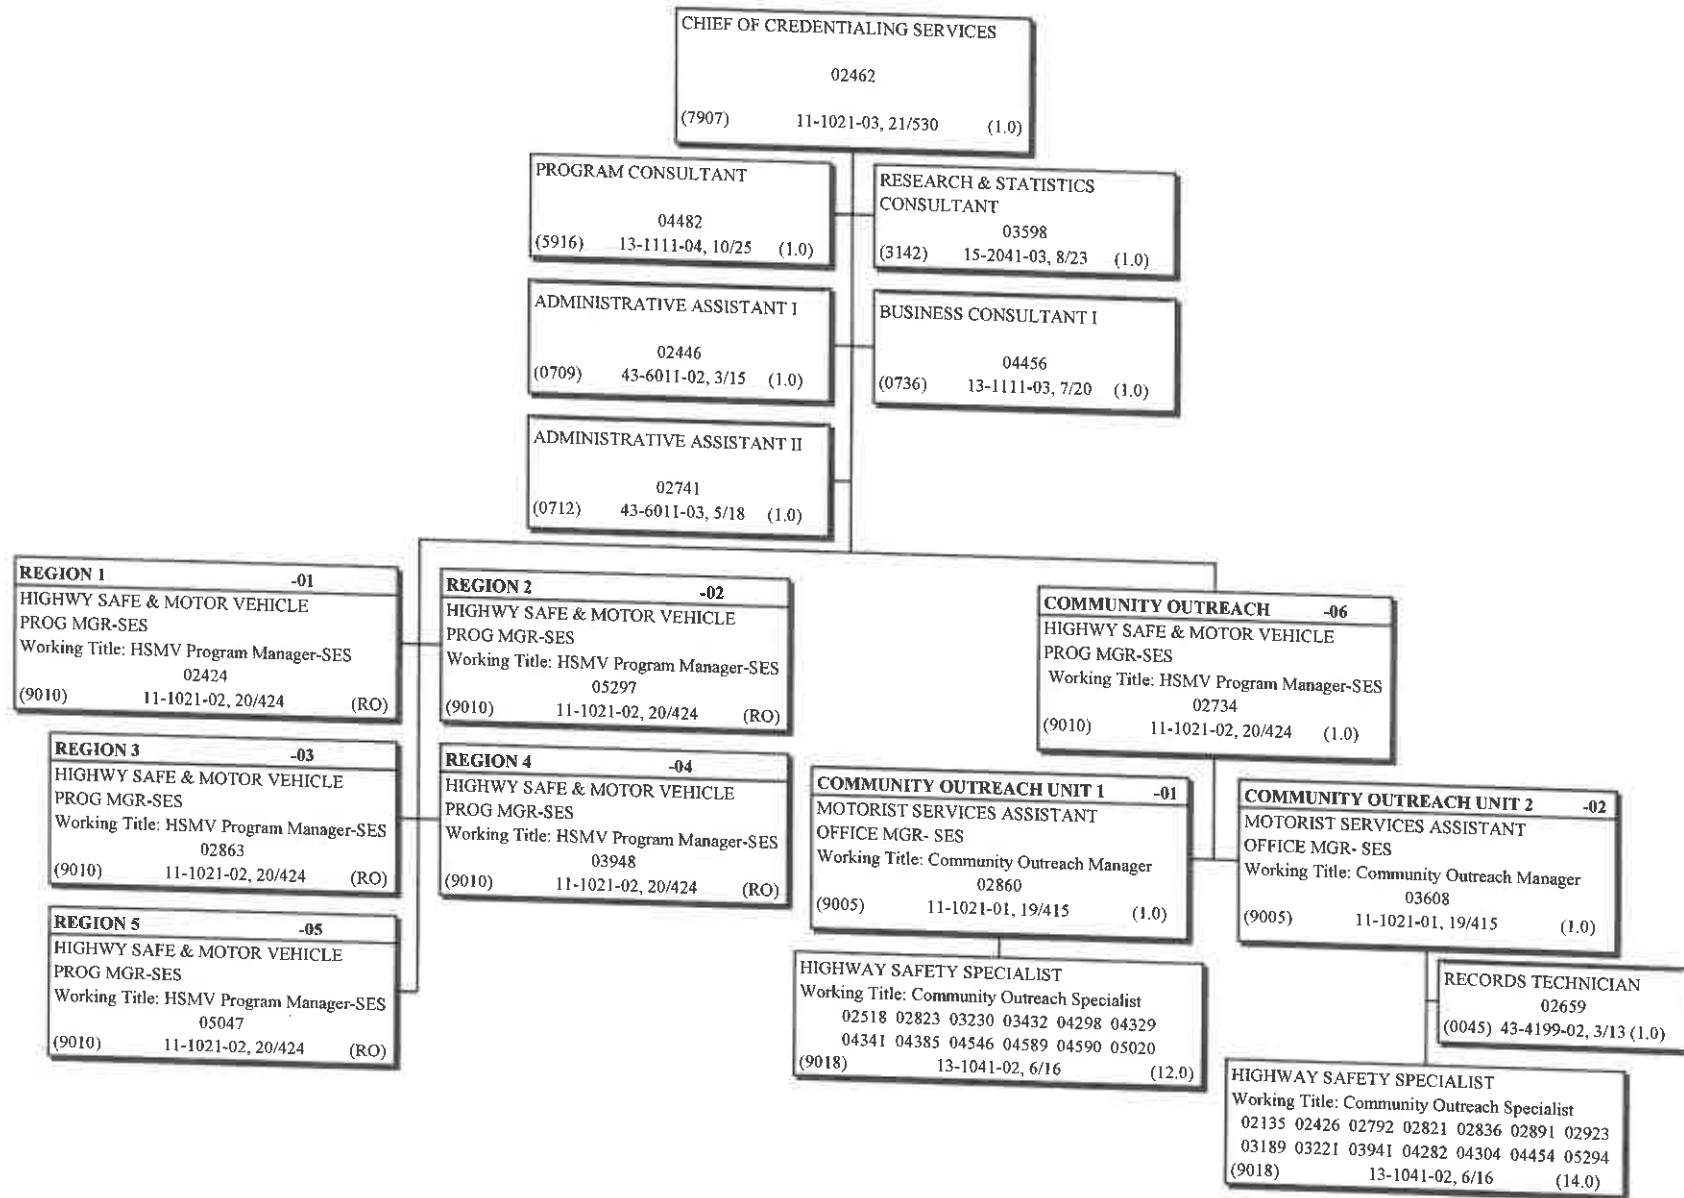 CHIEF OF CREDENTIALING SERVICES
02462
(7907) 11-1021-03, 21/530 (1.0)
PROGRAM CONSULTANT
04482
(5916) 13-1111-04, 10/25 (1.0)
RESEARCH & STATISTICS
CONSULTANT
03598
(3142) 15-2041-03, 8/23 (1.0)
ADMINISTRATIVE ASSISTANT I
02446
(0709) 43-6011-02, 3/15 (1.0)
BUSINESS CONSULTANT I
04456
(0736) 13-1111-03, 7/20 (1.0)
ADMINISTRATIVE ASSISTANT II
02741
(0712) 43-6011-03, 5/18 (1.0)
REGION 1 -01
HIGHWY SAFE & MOTOR VEHICLE
PROG MGR-SES
Working Title: HSMV Program Manager-SES
02424
(9010) 11-1021-02, 20/424 (RO)
REGION 2 -02
HIGHWY SAFE & MOTOR VEHICLE
PROG MGR-SES
Working Title: HSMV Program Manager-SES
05297
(9010) 11-1021-02, 20/424 (RO)
REGION 3 -03
HIGHWY SAFE & MOTOR VEHICLE
PROG MGR-SES
Working Title: HSMV Program Manager-SES
02863
(9010) 11-1021-02, 20/424 (RO)
REGION 4 -04
HIGHWY SAFE & MOTOR VEHICLE
PROG MGR-SES
Working Title: HSMV Program Manager-SES
03948
(9010) 11-1021-02, 20/424 (RO)
REGION 5 -05
HIGHWY SAFE & MOTOR VEHICLE
PROG MGR-SES
Working Title: HSMV Program Manager-SES
05047
(9010) 11-1021-02, 20/424 (RO)
COMMUNITY OUTREACH -06
HIGHWY SAFE & MOTOR VEHICLE
PROG MGR-SES
Working Title: HSMV Program Manager-SES
02734
(9010) 11-1021-02, 20/424 (1.0)
COMMUNITY OUTREACH UNIT 1 -01
MOTORIST SERVICES ASSISTANT
OFFICE MGR- SES
Working Title: Community Outreach Manager
02860
(9005) 11-1021-01, 19/415 (1.0)
COMMUNITY OUTREACH UNIT 2 -02
MOTORIST SERVICES ASSISTANT
OFFICE MGR- SES
Working Title: Community Outreach Manager
03608
(9005) 11-1021-01, 19/415 (1.0)
HIGHWAY SAFETY SPECIALIST
Working Title: Community Outreach Specialist
02518 02823 03230 03432 04298 04329
04341 04385 04546 04589 04590 05020
(9018) 13-1041-02, 6/16 (12.0)
RECORDS TECHNICIAN
02659
(0045) 43-4199-02, 3/13 (1.0)
HIGHWAY SAFETY SPECIALIST
Working Title: Community Outreach Specialist
02135 02426 02792 02821 02836 02891 02923
03189 03221 03941 04282 04304 04454 05294
(9018) 13-1041-02, 6/16 (14.0)